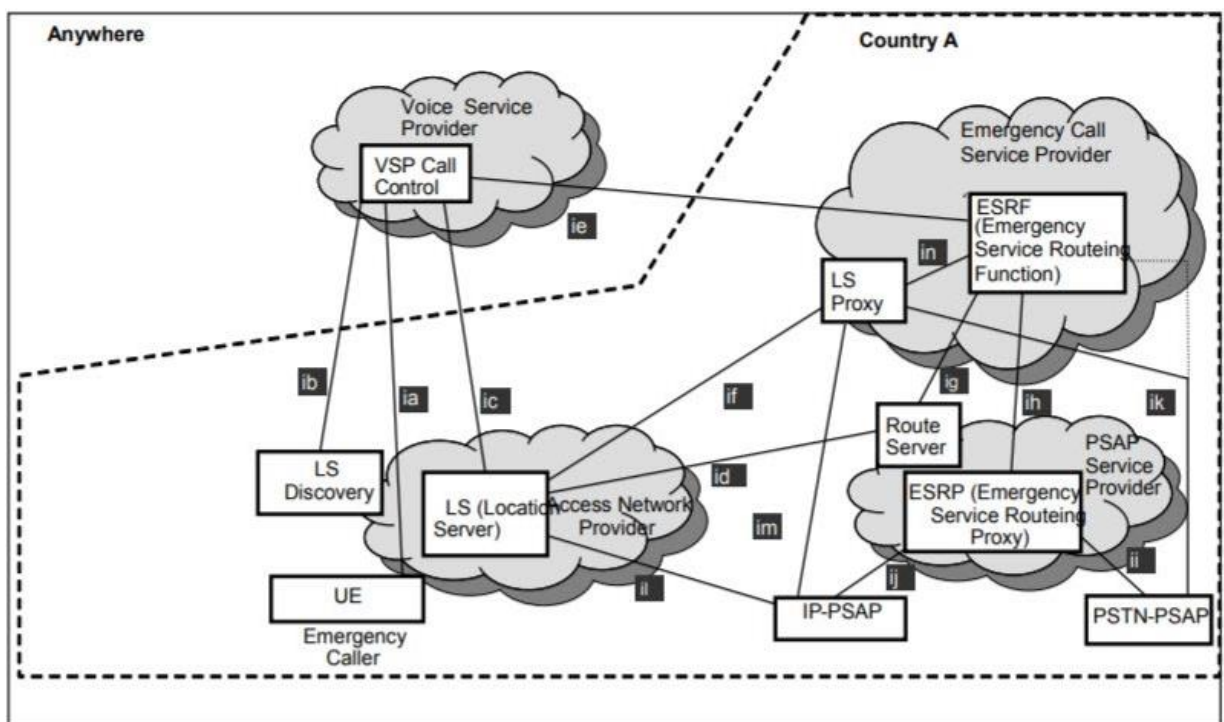 Anywhere
Country A
Voice Service
Provider
VSP Call
Control
Emergency Call
Service Provider
ESRF
(Emergency
Service Routeing
Function)
ie
in
LS
Proxy
ib
ia
ic
if
ig
ih
ik
Route
Server
PSAP
Service
Provider
LS
Discovery
LS (Location
Server)
Access Network
Provider
id
ESRP (Emergency
Service Routeing
Proxy)
im
il
ij
ii
UE
Emergency
Caller
IP-PSAP
PSTN-PSAP